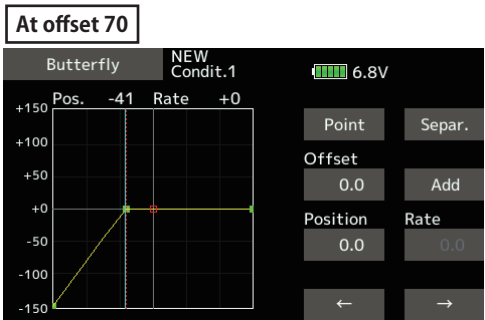 At offset 70
Butterfly
NEW
Condit.1
6.8V
Pos. -41 Rate +0
+150
+100
+50
+0
-50
-100
-150
Point Separ.
Offset
0.0 Add
Position Rate
0.0 0.0
← →